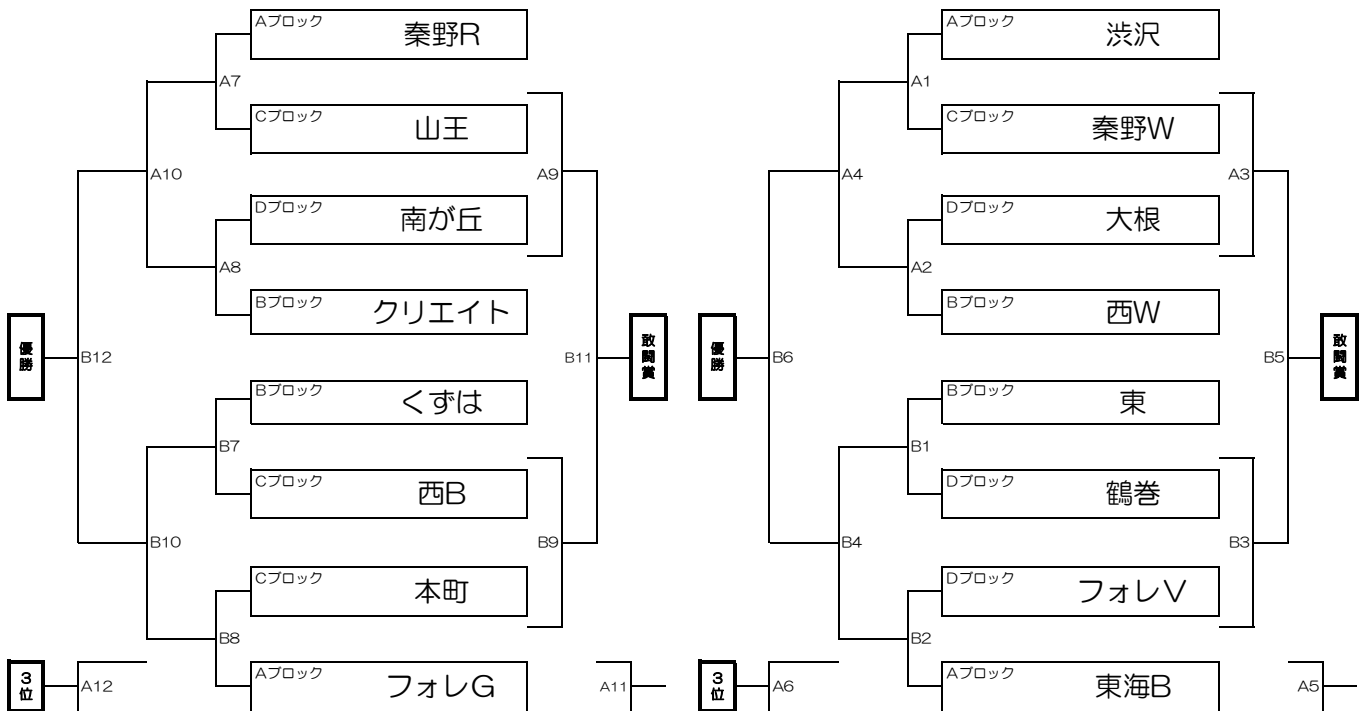 Aブロック 秦野R
A7
Cブロック 山王
A10
A9
Dブロック 南が丘
A8
Bブロック クリエイト
優勝
B12
B11
敢闘賞
Bブロック くずは
B7
Cブロック 西B
B10
B9
Cブロック 本町
B8
Aブロック フォレG
3位
A12
A11
Aブロック 渋沢
A1
Cブロック 秦野W
A4
A3
Dブロック 大根
A2
Bブロック 西W
優勝
B6
B5
敢闘賞
Bブロック 東
B1
Dブロック 鶴巻
B4
B3
Dブロック フォレV
B2
Aブロック 東海B
3位
A6
A5